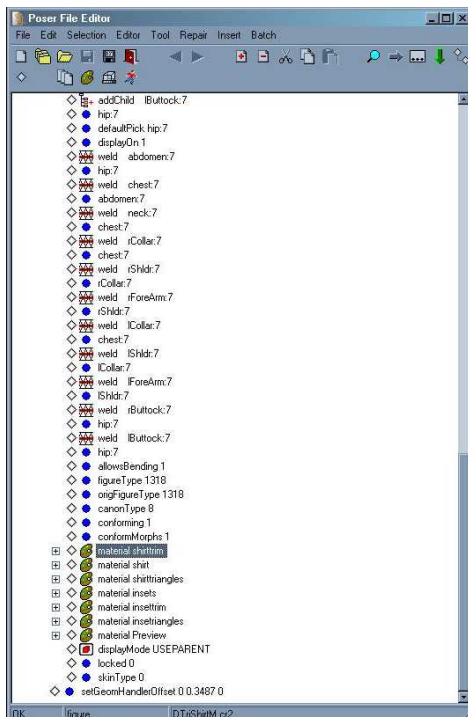 Poser File Editor
File Edit Selection Editor Tool Repair Insert Batch
addChild lButtock:7
hip:7
defaultPick hip:7
displayOn 1
weld abdomen:7
hip:7
weld chest:7
abdomen:7
weld neck:7
chest:7
weld rCollar:7
chest:7
weld rShldr:7
rCollar:7
weld rForeArm:7
rShldr:7
weld lCollar:7
chest:7
weld lShldr:7
lCollar:7
weld lForeArm:7
lShldr:7
weld rButtock:7
hip:7
weld lButtock:7
hip:7
allowsBending 1
figureType 1318
origFigureType 1318
canonType 8
conforming 1
conformMorphs 1
material shirttrim
material shirt
material shirttriangles
material insets
material insettrim
material insetriangles
material Preview
displayMode USEPARENT
locked 0
skinType 0
setGeomHandlerOffset 0 0.3487 0
OK figure DTriShirtM.cr2